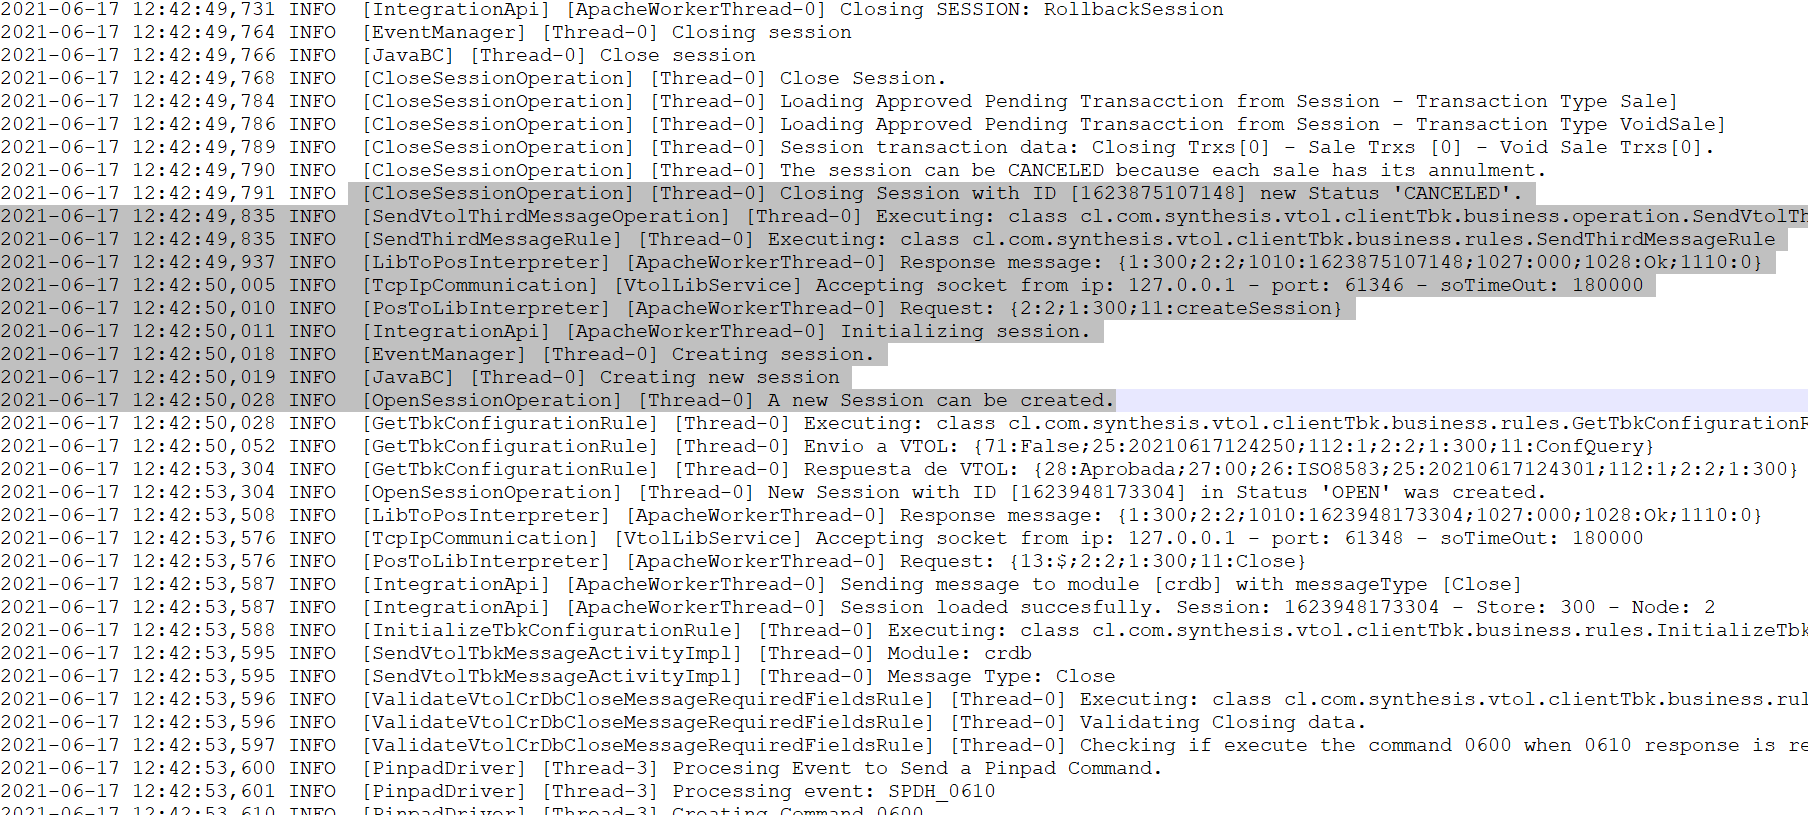 2021-06-17 12:42:49,731 INFO  [IntegrationApi] [ApacheWorkerThread-0] Closing SESSION: RollbackSession
2021-06-17 12:42:49,764 INFO  [EventManager] [Thread-0] Closing session
2021-06-17 12:42:49,766 INFO  [JavaBC] [Thread-0] Close session
2021-06-17 12:42:49,768 INFO  [CloseSessionOperation] [Thread-0] Close Session.
2021-06-17 12:42:49,784 INFO  [CloseSessionOperation] [Thread-0] Loading Approved Pending Transacction from Session - Transaction Type Sale]
2021-06-17 12:42:49,786 INFO  [CloseSessionOperation] [Thread-0] Loading Approved Pending Transacction from Session - Transaction Type VoidSale]
2021-06-17 12:42:49,789 INFO  [CloseSessionOperation] [Thread-0] Session transaction data: Closing Trxs[0] - Sale Trxs [0] - Void Sale Trxs[0].
2021-06-17 12:42:49,790 INFO  [CloseSessionOperation] [Thread-0] The session can be CANCELED because each sale has its annulment.
2021-06-17 12:42:49,791 INFO  [CloseSessionOperation] [Thread-0] Closing Session with ID [1623875107148] new Status 'CANCELED'.
2021-06-17 12:42:49,835 INFO  [SendVtolThirdMessageOperation] [Thread-0] Executing: class cl.com.synthesis.vtol.clientTbk.business.operation.SendVtolTh
2021-06-17 12:42:49,835 INFO  [SendThirdMessageRule] [Thread-0] Executing: class cl.com.synthesis.vtol.clientTbk.business.rules.SendThirdMessageRule
2021-06-17 12:42:49,937 INFO  [LibToPosInterpreter] [ApacheWorkerThread-0] Response message: {1:300;2:2;1010:1623875107148;1027:000;1028:Ok;1110:0}
2021-06-17 12:42:50,005 INFO  [TcpIpCommunication] [VtolLibService] Accepting socket from ip: 127.0.0.1 - port: 61346 - soTimeOut: 180000
2021-06-17 12:42:50,010 INFO  [PosToLibInterpreter] [ApacheWorkerThread-0] Request: {2:2;1:300;11:createSession}
2021-06-17 12:42:50,011 INFO  [IntegrationApi] [ApacheWorkerThread-0] Initializing session.
2021-06-17 12:42:50,018 INFO  [EventManager] [Thread-0] Creating session.
2021-06-17 12:42:50,019 INFO  [JavaBC] [Thread-0] Creating new session
2021-06-17 12:42:50,028 INFO  [OpenSessionOperation] [Thread-0] A new Session can be created.
2021-06-17 12:42:50,028 INFO  [GetTbkConfigurationRule] [Thread-0] Executing: class cl.com.synthesis.vtol.clientTbk.business.rules.GetTbkConfigurationR
2021-06-17 12:42:50,052 INFO  [GetTbkConfigurationRule] [Thread-0] Envio a VTOL: {71:False;25:20210617124250;112:1;2:2;1:300;11:ConfQuery}
2021-06-17 12:42:53,304 INFO  [GetTbkConfigurationRule] [Thread-0] Respuesta de VTOL: {28:Aprobada;27:00;26:ISO8583;25:20210617124301;112:1;2:2;1:300}
2021-06-17 12:42:53,304 INFO  [OpenSessionOperation] [Thread-0] New Session with ID [1623948173304] in Status 'OPEN' was created.
2021-06-17 12:42:53,508 INFO  [LibToPosInterpreter] [ApacheWorkerThread-0] Response message: {1:300;2:2;1010:1623948173304;1027:000;1028:Ok;1110:0}
2021-06-17 12:42:53,576 INFO  [TcpIpCommunication] [VtolLibService] Accepting socket from ip: 127.0.0.1 - port: 61348 - soTimeOut: 180000
2021-06-17 12:42:53,576 INFO  [PosToLibInterpreter] [ApacheWorkerThread-0] Request: {13:$;2:2;1:300;11:Close}
2021-06-17 12:42:53,587 INFO  [IntegrationApi] [ApacheWorkerThread-0] Sending message to module [crdb] with messageType [Close]
2021-06-17 12:42:53,587 INFO  [IntegrationApi] [ApacheWorkerThread-0] Session loaded succesfully. Session: 1623948173304 - Store: 300 - Node: 2
2021-06-17 12:42:53,588 INFO  [InitializeTbkConfigurationRule] [Thread-0] Executing: class cl.com.synthesis.vtol.clientTbk.business.rules.InitializeTbk
2021-06-17 12:42:53,595 INFO  [SendVtolTbkMessageActivityImpl] [Thread-0] Module: crdb
2021-06-17 12:42:53,595 INFO  [SendVtolTbkMessageActivityImpl] [Thread-0] Message Type: Close
2021-06-17 12:42:53,596 INFO  [ValidateVtolCrDbCloseMessageRequiredFieldsRule] [Thread-0] Executing: class cl.com.synthesis.vtol.clientTbk.business.rul
2021-06-17 12:42:53,596 INFO  [ValidateVtolCrDbCloseMessageRequiredFieldsRule] [Thread-0] Validating Closing data.
2021-06-17 12:42:53,597 INFO  [ValidateVtolCrDbCloseMessageRequiredFieldsRule] [Thread-0] Checking if execute the command 0600 when 0610 response is re
2021-06-17 12:42:53,600 INFO  [PinpadDriver] [Thread-3] Procesing Event to Send a Pinpad Command.
2021-06-17 12:42:53,601 INFO  [PinpadDriver] [Thread-3] Processing event: SPDH_0610
2021-06-17 12:42:53,610 INFO  [PinpadDriver] [Thread-3] Creating Command 0600